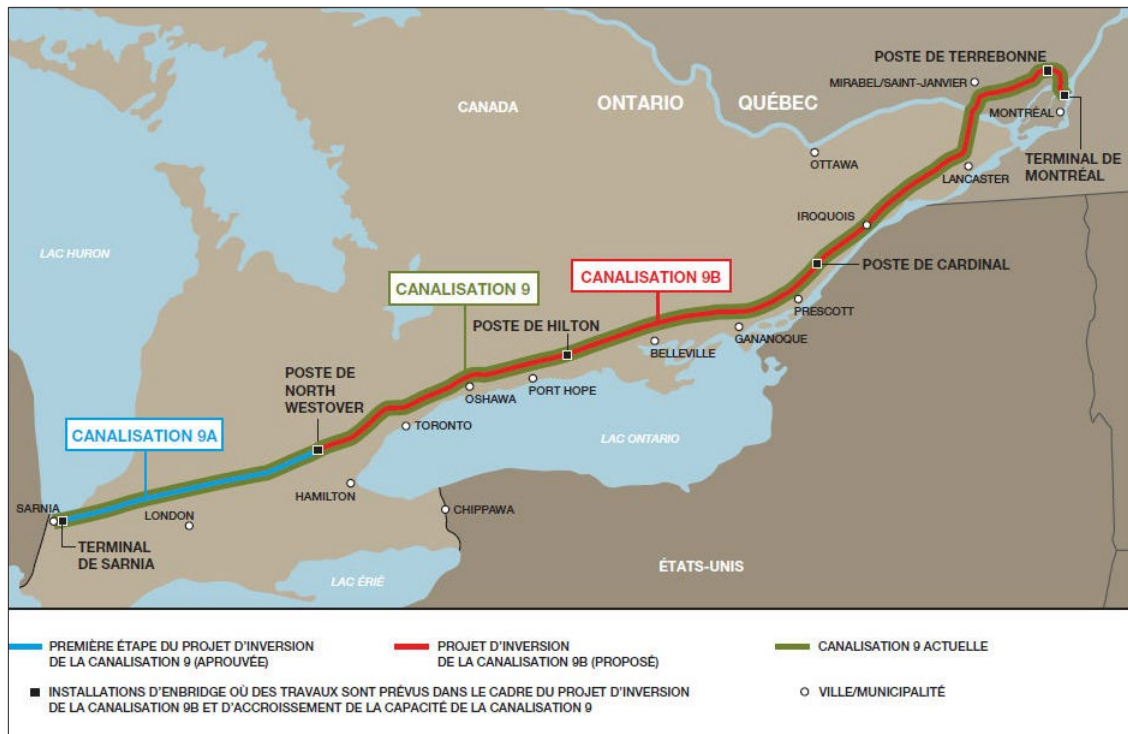 POSTE DE TERREBONNE
MIRABEL/SAINT-JANVIER
CANADA
ONTARIO
QUÉBEC
MONTRÉAL
TERMINAL DE
MONTRÉAL
OTTAWA
LANCASTER
IROQUOIS
LAC HURON
POSTE DE CARDINAL
CANALISATION 9
CANALISATION 9B
PRESCOTT
POSTE DE HILTON
GANANOQUE
BELLEVILLE
POSTE DE
NORTH
WESTOVER
OSHAWA
PORT HOPE
TORONTO
LAC ONTARIO
CANALISATION 9A
HAMILTON
SARNIA
LONDON
CHIPPAWA
TERMINAL
DE SARNIA
ÉTATS-UNIS
LAC ÉRIÉ
PREMIÈRE ÉTAPE DU PROJET D'INVERSION
DE LA CANALISATION 9 (APROUVÉE)
PROJET D'INVERSION
DE LA CANALISATION 9B (PROPOSÉ)
CANALISATION 9 ACTUELLE
INSTALLATIONS D'ENBRIDGE OÙ DES TRAVAUX SONT PRÉVUS DANS LE CADRE DU PROJET D'INVERSION
DE LA CANALISATION 9B ET D'ACCROISSEMENT DE LA CAPACITÉ DE LA CANALISATION 9
VILLE/MUNICIPALITÉ